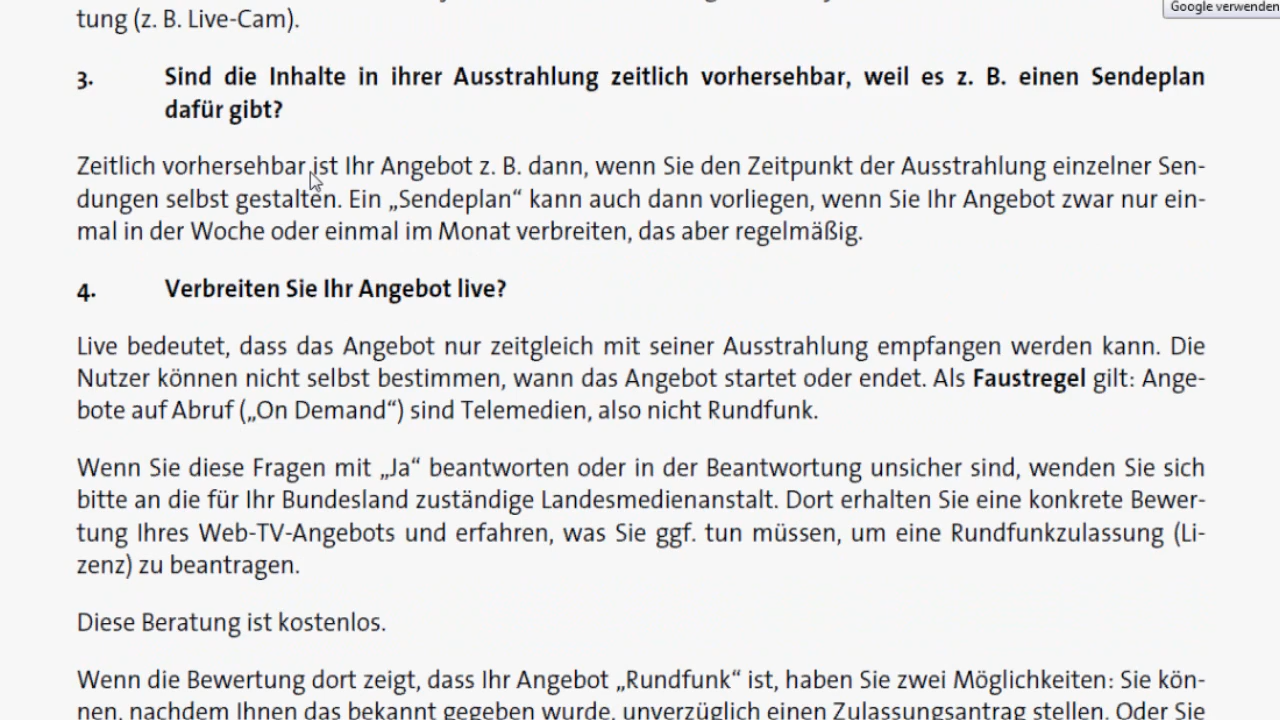 Google verwenden
tung (z. B. Live-Cam).
3. Sind die Inhalte in ihrer Ausstrahlung zeitlich vorhersehbar, weil es z. B. einen Sendeplan
dafür gibt?
Zeitlich vorhersehbar ist Ihr Angebot z. B. dann, wenn Sie den Zeitpunkt der Ausstrahlung einzelner Sen-
dungen selbst gestalten. Ein „Sendeplan“ kann auch dann vorliegen, wenn Sie Ihr Angebot zwar nur ein-
mal in der Woche oder einmal im Monat verbreiten, das aber regelmäßig.
4. Verbreiten Sie Ihr Angebot live?
Live bedeutet, dass das Angebot nur zeitgleich mit seiner Ausstrahlung empfangen werden kann. Die
Nutzer können nicht selbst bestimmen, wann das Angebot startet oder endet. Als Faustregel gilt: Ange-
bote auf Abruf („On Demand“) sind Telemedien, also nicht Rundfunk.
Wenn Sie diese Fragen mit „Ja“ beantworten oder in der Beantwortung unsicher sind, wenden Sie sich
bitte an die für Ihr Bundesland zuständige Landesmedienanstalt. Dort erhalten Sie eine konkrete Bewer-
tung Ihres Web-TV-Angebots und erfahren, was Sie ggf. tun müssen, um eine Rundfunkzulassung (Li-
zenz) zu beantragen.
Diese Beratung ist kostenlos.
Wenn die Bewertung dort zeigt, dass Ihr Angebot „Rundfunk“ ist, haben Sie zwei Möglichkeiten: Sie kön-
nen, nachdem Ihnen das bekannt gegeben wurde, unverzüglich einen Zulassungsantrag stellen. Oder Sie